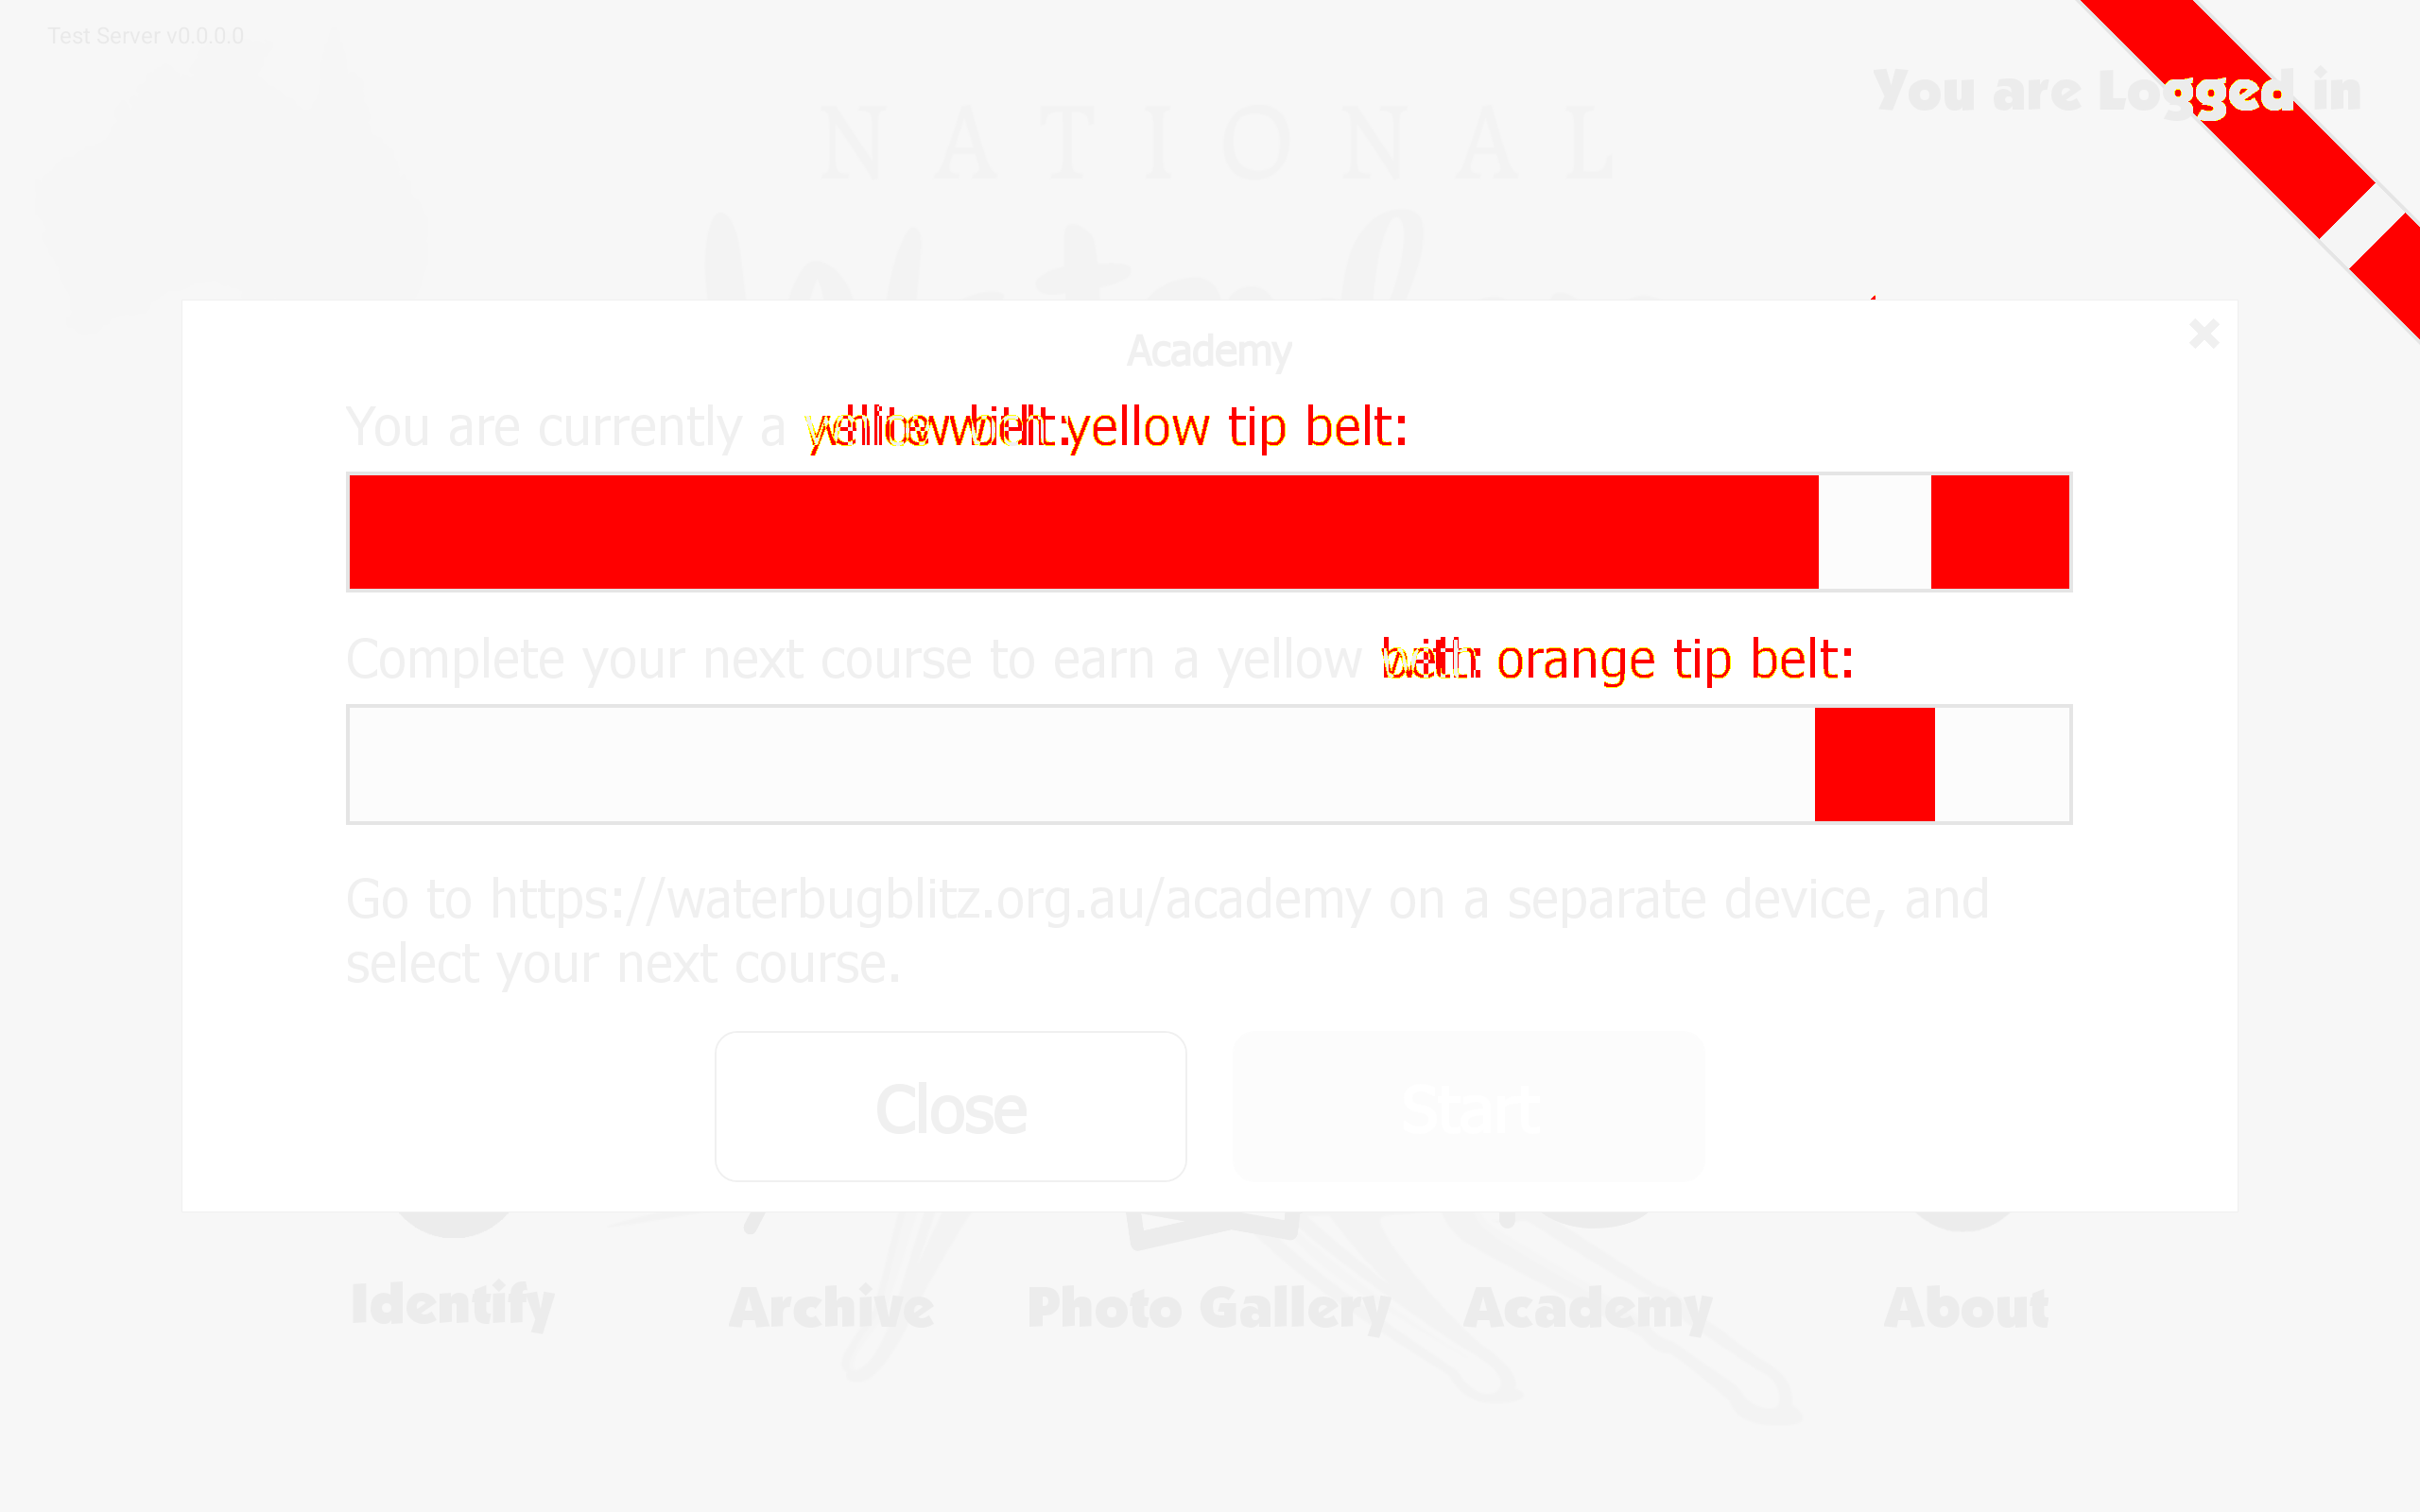 Test Server v0.0.0.0
You are Logged in
NATIONAL
Academy
You are currently a yellow tip belt:
Complete your next course to earn a yellow orange tip belt:
Go to https://waterbugblitz.org.au/academy on a separate device, and
select your next course.
Close
Start
Identify
Archive
Photo Gallery
Academy
About